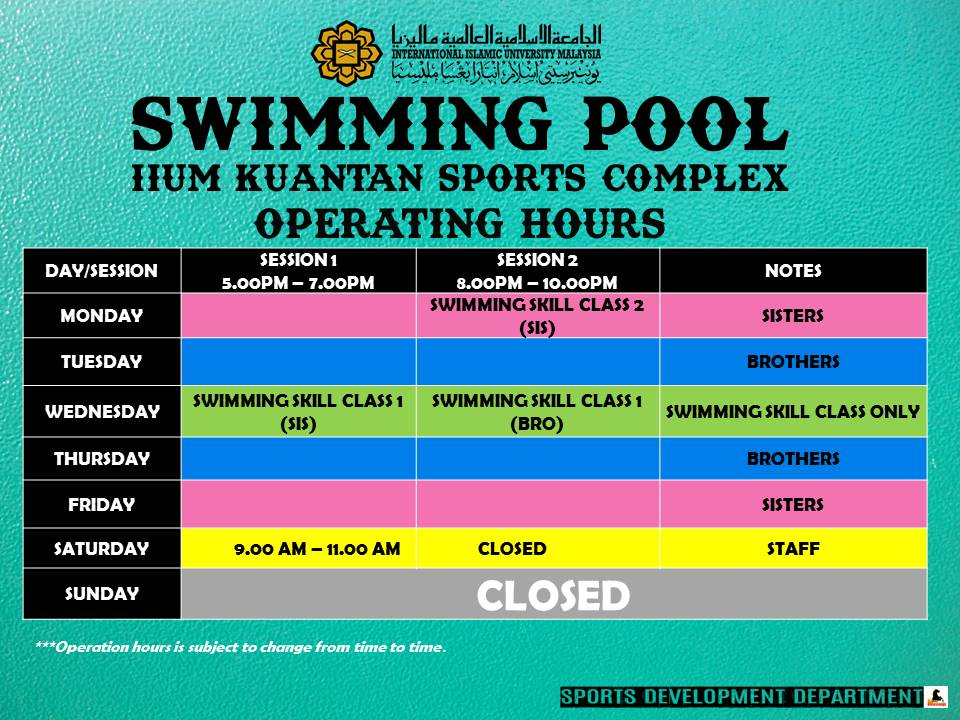 الجامعة الإسلامية العالمية ماليزيا
INTERNATIONAL ISLAMIC UNIVERSITY MALAYSIA
يونيۏرسيتي اسلام انتارابڠسا مليسيا
SWIMMING POOL
IIUM KUANTAN SPORTS COMPLEX
OPERATING HOURS
DAY/SESSION
SESSION 1
5.00PM – 7.00PM
SESSION 2
8.00PM – 10.00PM
NOTES
MONDAY
SWIMMING SKILL CLASS 2
(SIS)
SISTERS
TUESDAY
BROTHERS
WEDNESDAY
SWIMMING SKILL CLASS 1
(SIS)
SWIMMING SKILL CLASS 1
(BRO)
SWIMMING SKILL CLASS ONLY
THURSDAY
BROTHERS
FRIDAY
SISTERS
SATURDAY
9.00 AM – 11.00 AM
CLOSED
STAFF
SUNDAY
CLOSED
***Operation hours is subject to change from time to time.
SPORTS DEVELOPMENT DEPARTMENT